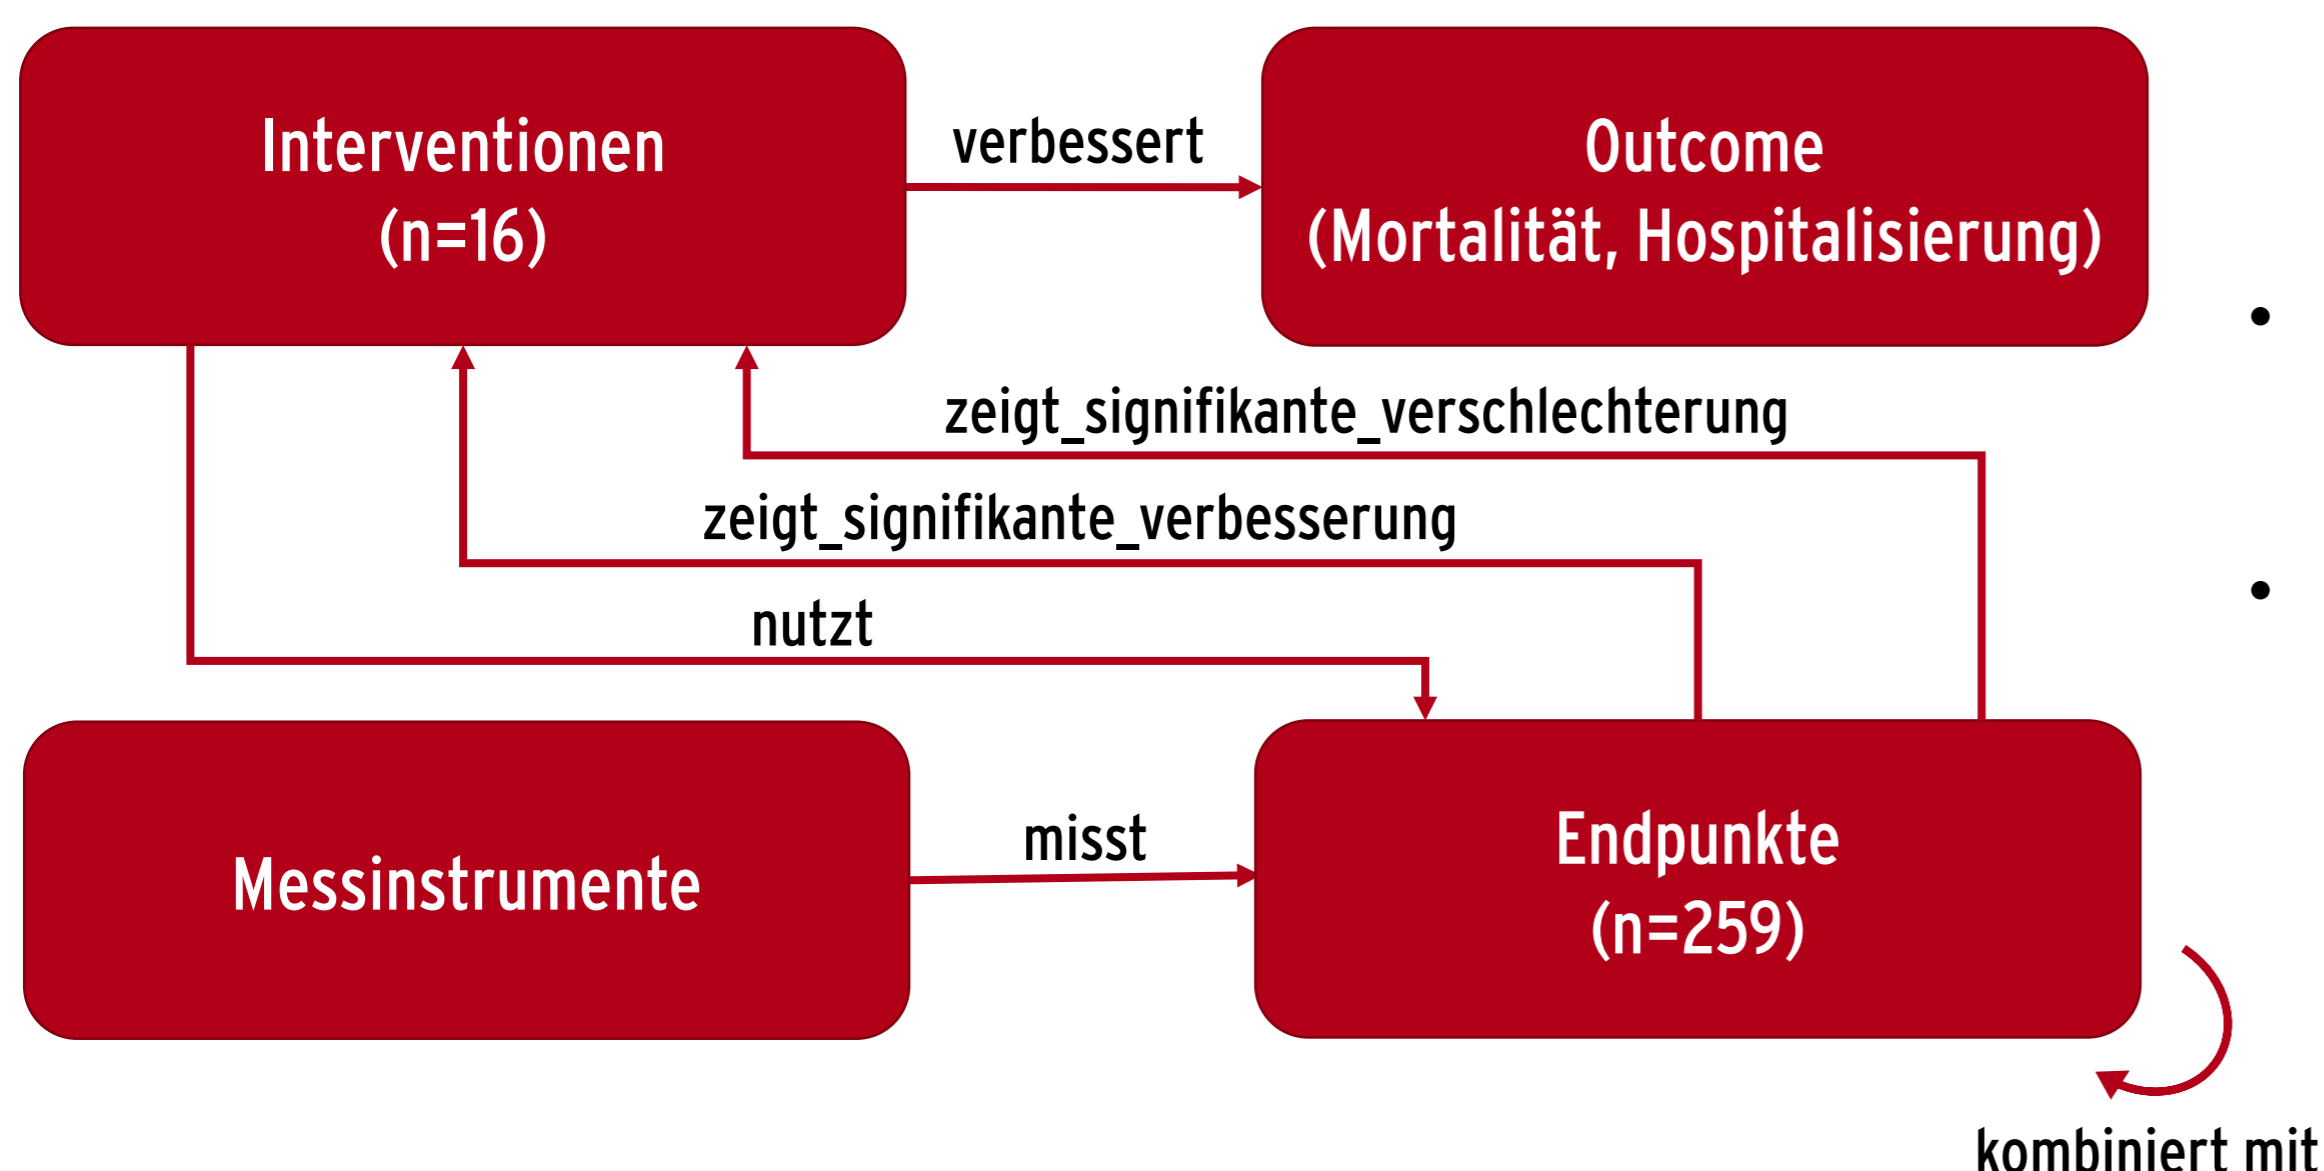 Interventionen
(n=16)
verbessert
Outcome
(Mortalität, Hospitalisierung)
•
zeigt_signifikante_verschlechterung
zeigt_signifikante_verbesserung
•
nutzt
Messinstrumente
misst
Endpunkte
(n=259)
kombiniert mit